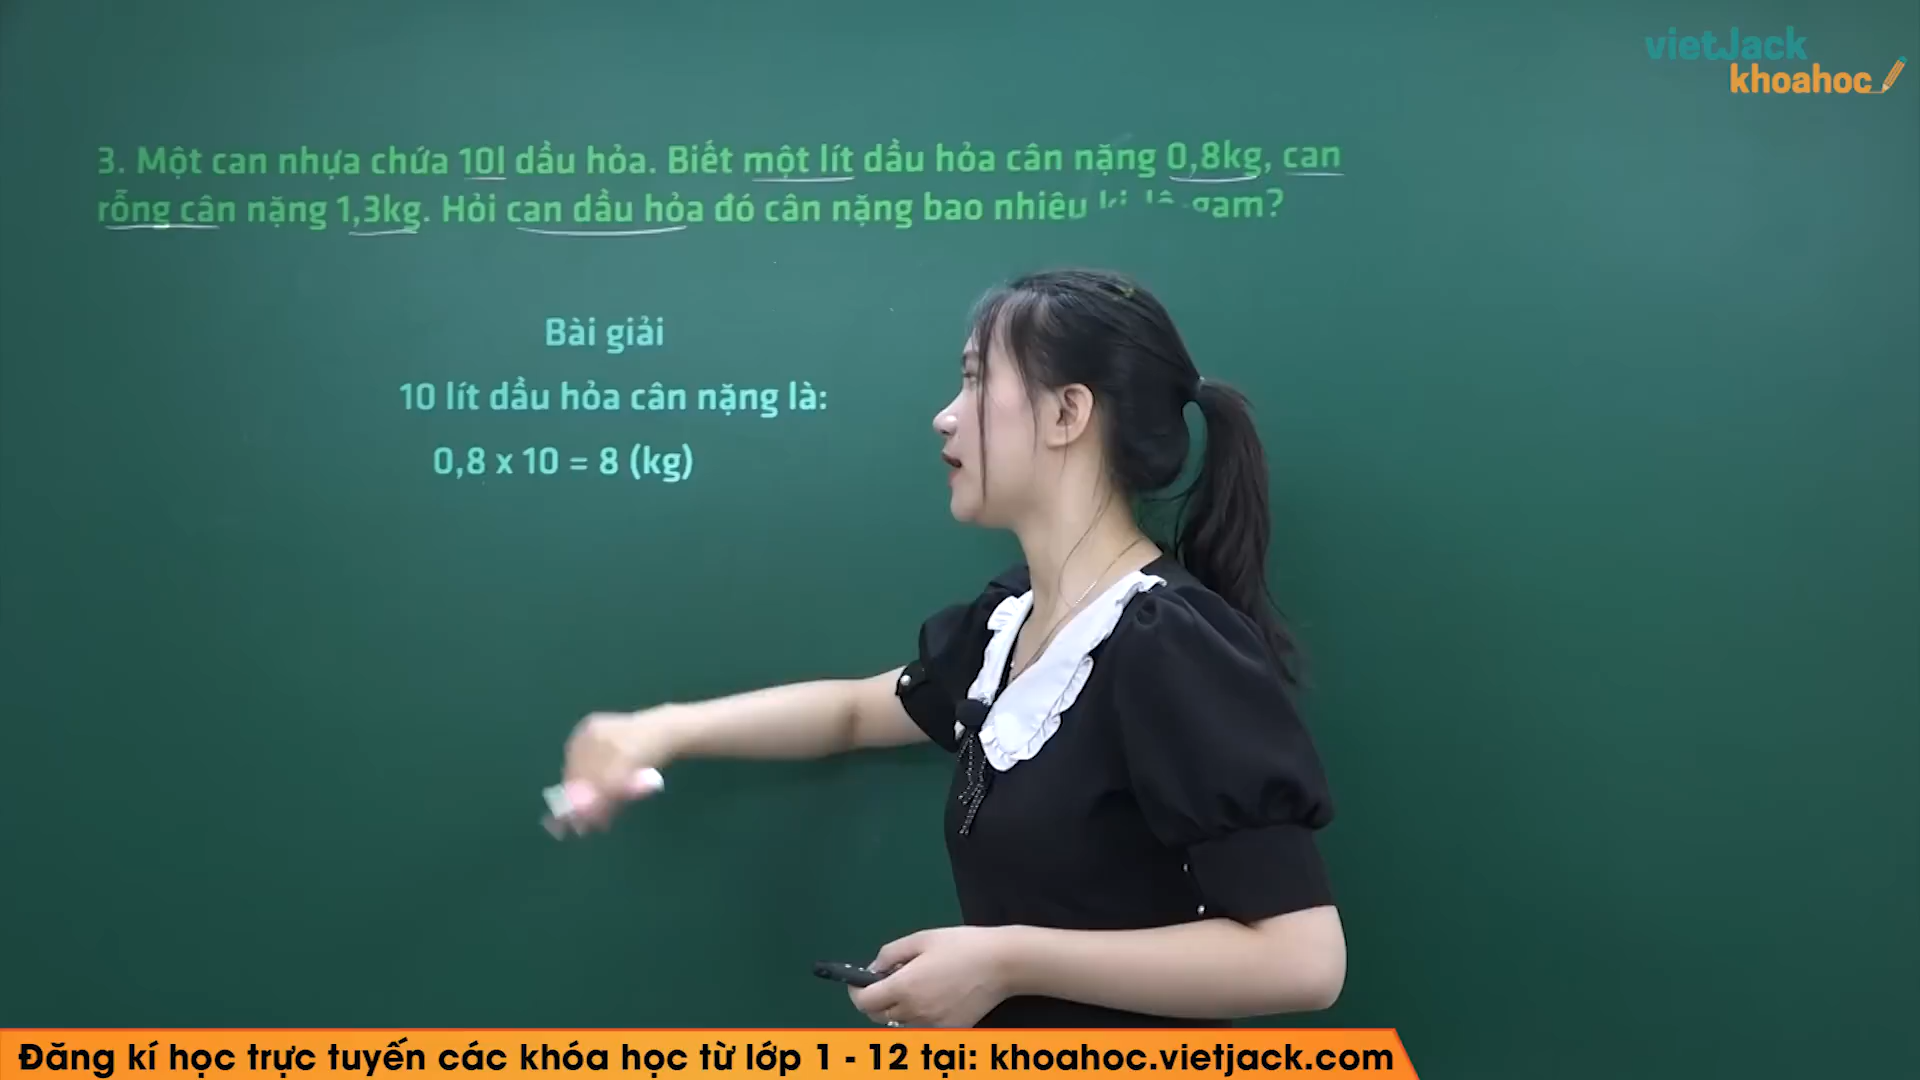 vietJack
khoahoc
3. Một can nhựa chứa 10l dầu hỏa. Biết một lít dầu hỏa cân nặng 0,8kg, can
rỗng cân nặng 1,3kg. Hỏi can dầu hỏa đó cân nặng bao nhiêu gam?
Bài giải
10 lít dầu hỏa cân nặng là:
0,8 x 10 = 8 (kg)
Đăng kí học trực tuyến các khóa học từ lớp 1 - 12 tại: khoahoc.vietjack.com